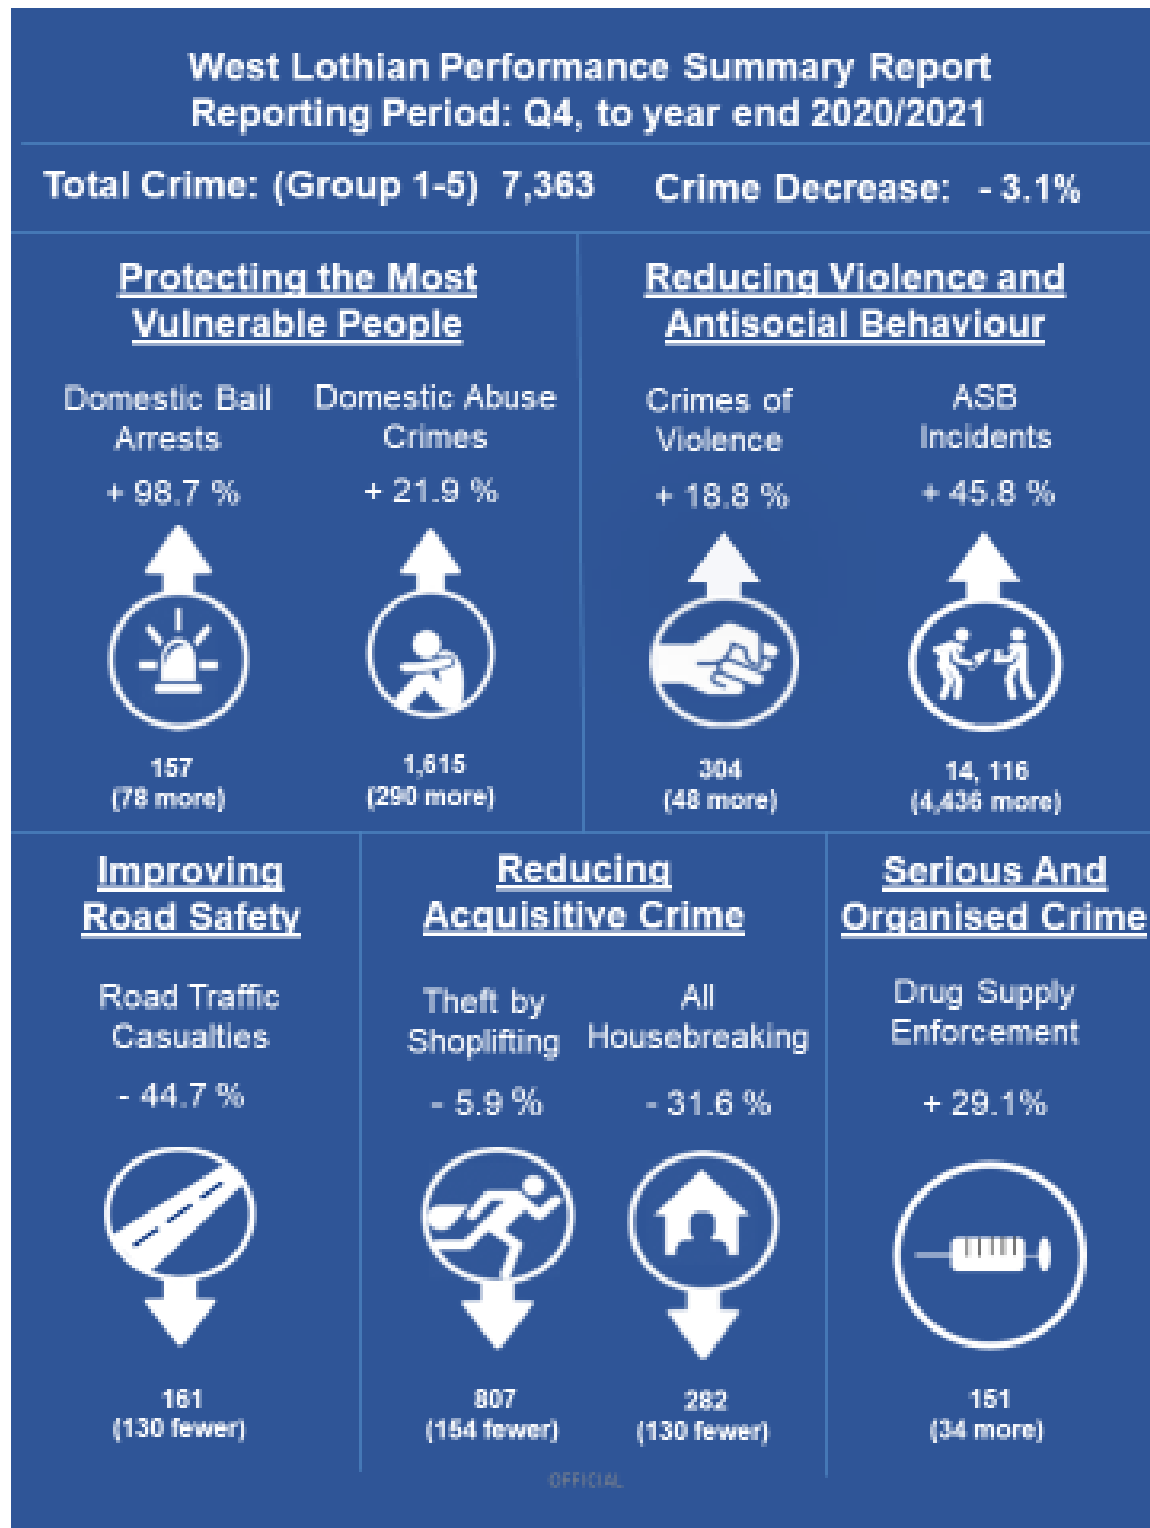 West Lothian Performance Summary Report
Reporting Period: Q4, to year end 2020/2021
Total Crime: (Group 1-5) 7,363 Crime Decrease: - 3.1%
Protecting the Most
Vulnerable People
Domestic Bail
Arrests
+ 98.7 %
157
(78 more)
Domestic Abuse
Crimes
+ 21.9 %
1,615
(290 more)
Reducing Violence and
Antisocial Behaviour
Crimes of
Violence
+ 18.8 %
304
(48 more)
ASB
Incidents
+ 45.8 %
14, 116
(4,436 more)
Improving
Road Safety
Road Traffic
Casualties
- 44.7 %
161
(130 fewer)
Reducing
Acquisitive Crime
Theft by
Shoplifting
- 5.9 %
807
(154 fewer)
All
Housebreaking
- 31.6 %
282
(130 fewer)
Serious And
Organised Crime
Drug Supply
Enforcement
+ 29.1%
151
(34 more)
OFFICIAL